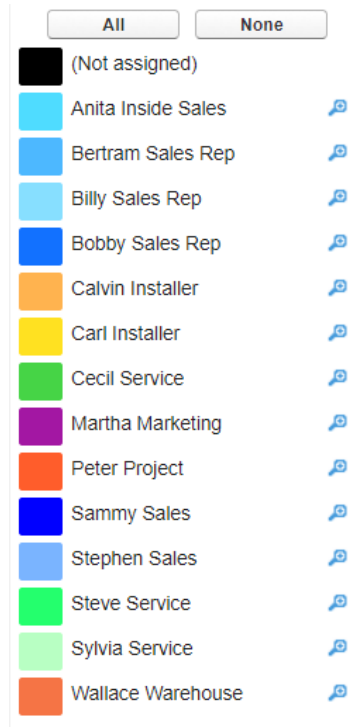 All None
(Not assigned)
Anita Inside Sales
Bertram Sales Rep
Billy Sales Rep
Bobby Sales Rep
Calvin Installer
Carl Installer
Cecil Service
Martha Marketing
Peter Project
Sammy Sales
Stephen Sales
Steve Service
Sylvia Service
Wallace Warehouse